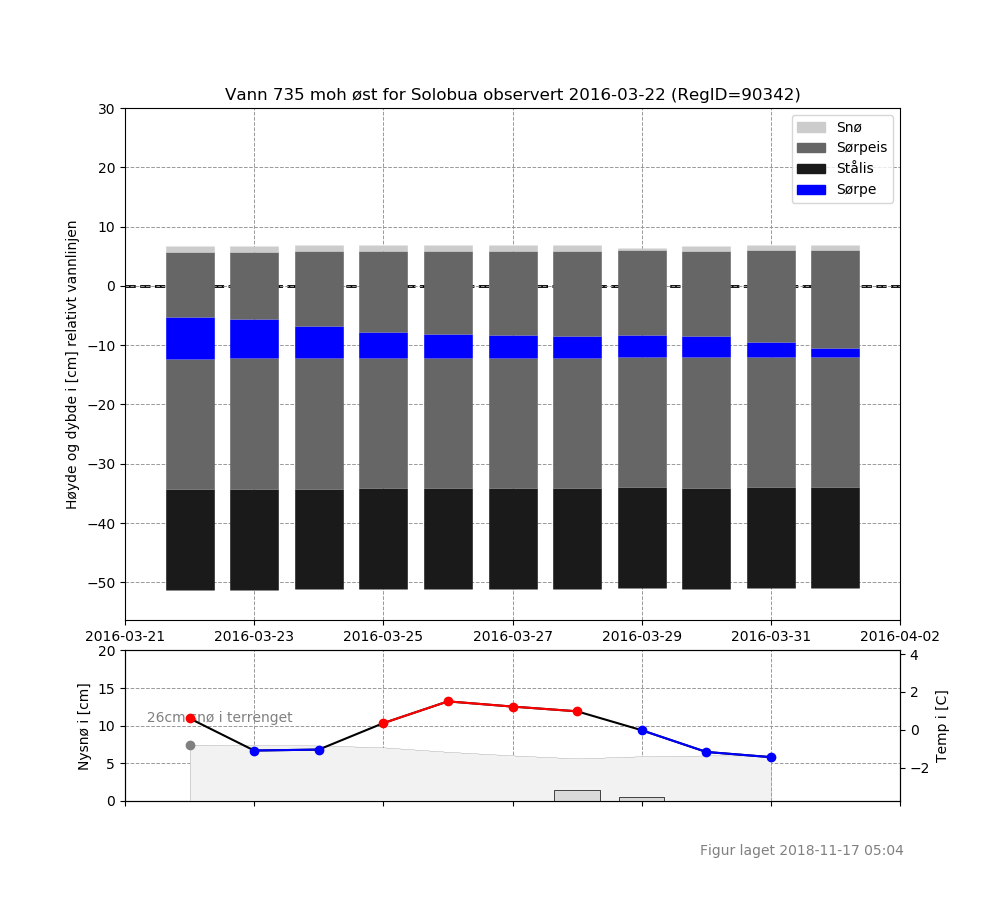 Vann 735 moh øst for Solobua observert 2016-03-22 (RegID=90342)
Høyde og dybde i [cm] relativt vannlinjen
30
20
10
0
−10
−20
−30
−40
−50
Snø
Sørpeis
Stålis
Sørpe
2016-03-21 2016-03-23 2016-03-25 2016-03-27 2016-03-29 2016-03-31 2016-04-02
Nysnø i [cm]
20
15
10
5
0
26cm snø i terrenget
4
2
0
−2
Temp i [C]
Figur laget 2018-11-17 05:04